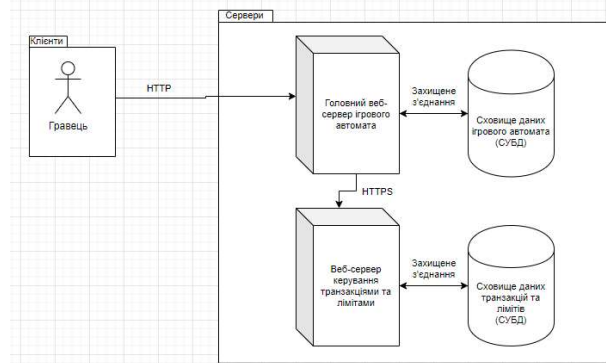 Сервери
Клієнти
Гравець
HTTP
Головний веб-
сервер ігрового
автомата
Захищене
з'єднання
Сховище даних
ігрового автомата
(СУБД)
HTTPS
Веб-сервер
керування
транзакціями та
лімітами
Захищене
з'єднання
Сховище даних
транзакцій та
лімітів
(СУБД)